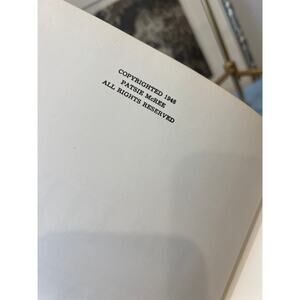 COPYRIGHTED 1948
PATSIE McREE
ALL RIGHTS RESERVED